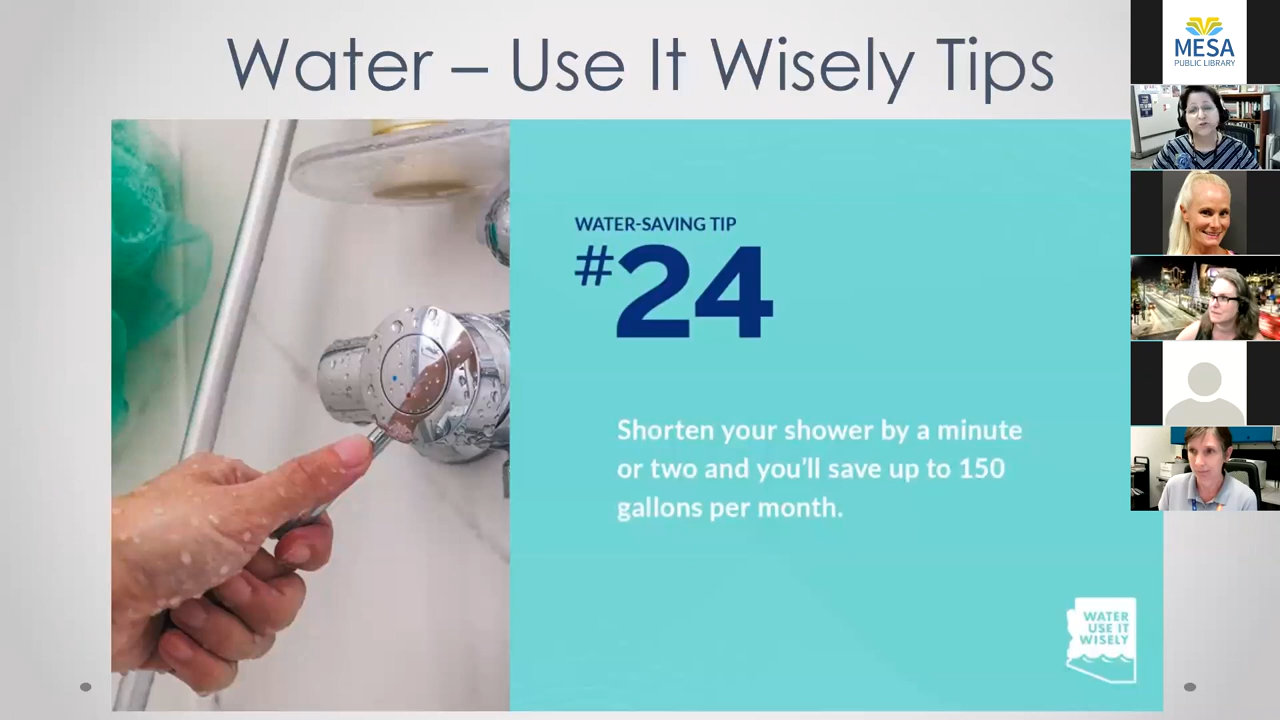 Water – Use It Wisely Tips
MESA
PUBLIC LIBRARY
WATER-SAVING TIP
#24
Shorten your shower by a minute
or two and you'll save up to 150
gallons per month.
WATER
USE IT
WISELY